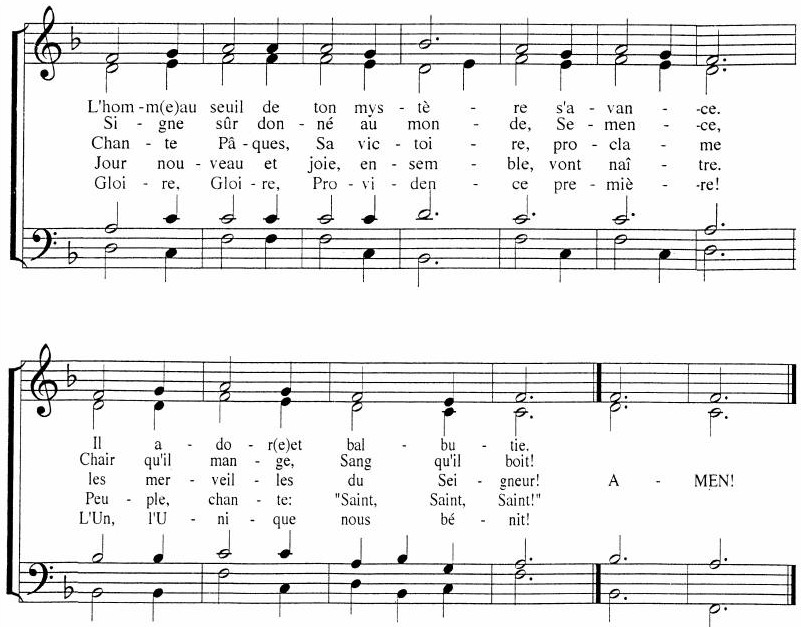 L'hom - m(e)au seuil de ton mys - tè - re s'a - van - -ce.
Si - gne sûr don - né au mon - de, Se - men - -ce,
Chan - te Pâ - ques, Sa vic - toi - re, pro - cla - me
Jour nou - veau et joie, en - sem - ble, vont naî - tre.
Gloi - re, Gloi - re, Pro - vi - den - ce pre - miè - -re!
Il a - do - r(e)et bal - bu - tie.
Chair qu'il man - ge, Sang qu'il boit!
les mer - veil - les du Sei - gneur! A - MEN!
Peu - ple, chan - te: "Saint, Saint, Saint!"
L'Un, l'U - ni - que nous bé - nit!